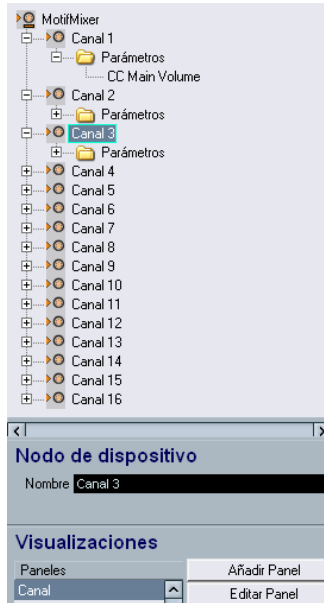 MotifMixer
Canal 1
Parámetros
CC Main Volume
Canal 2
Parámetros
Canal 3
Parámetros
Canal 4
Canal 5
Canal 6
Canal 7
Canal 8
Canal 9
Canal 10
Canal 11
Canal 12
Canal 13
Canal 14
Canal 15
Canal 16
Nodo de dispositivo
Nombre Canal 3
Visualizaciones
Paneles Añadir Panel
Canal Editar Panel